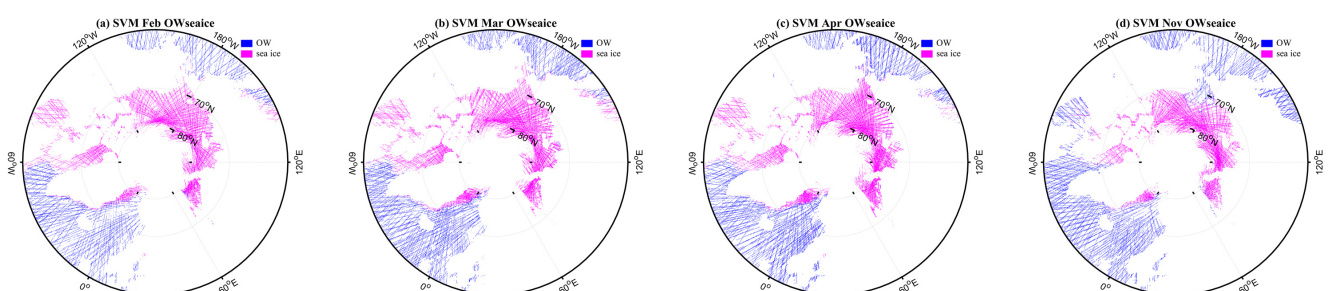 (a) SVM Feb OWseaice
120°W
180°W
OW
sea ice
70°N
80°N
60°W
120°E
0°
60°E
(b) SVM Mar OWseaice
120°W
180°W
OW
sea ice
70°N
80°N
60°W
120°E
0°
60°E
(c) SVM Apr OWseaice
120°W
180°W
OW
sea ice
70°N
80°N
60°W
120°E
0°
60°E
(d) SVM Nov OWseaice
120°W
180°W
OW
sea ice
70°N
80°N
60°W
120°E
0°
60°E